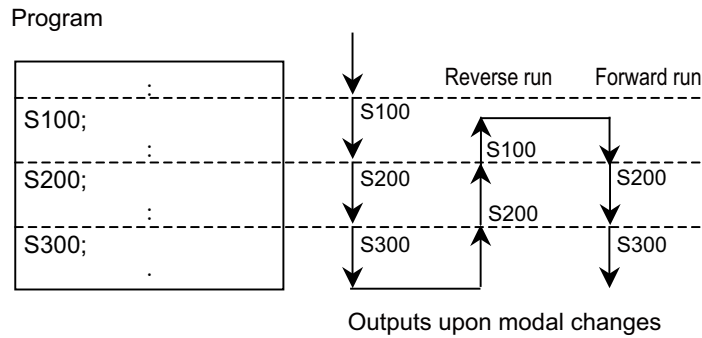 Program
:
Reverse run Forward run
S100; S100
: S100
S200; S200 S200
: S200
S300; S300 S300
.
Outputs upon modal changes